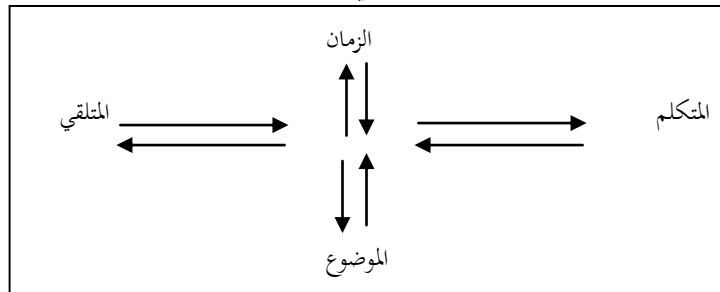 الزمان
المتكلم
المتلقي
الموضوع